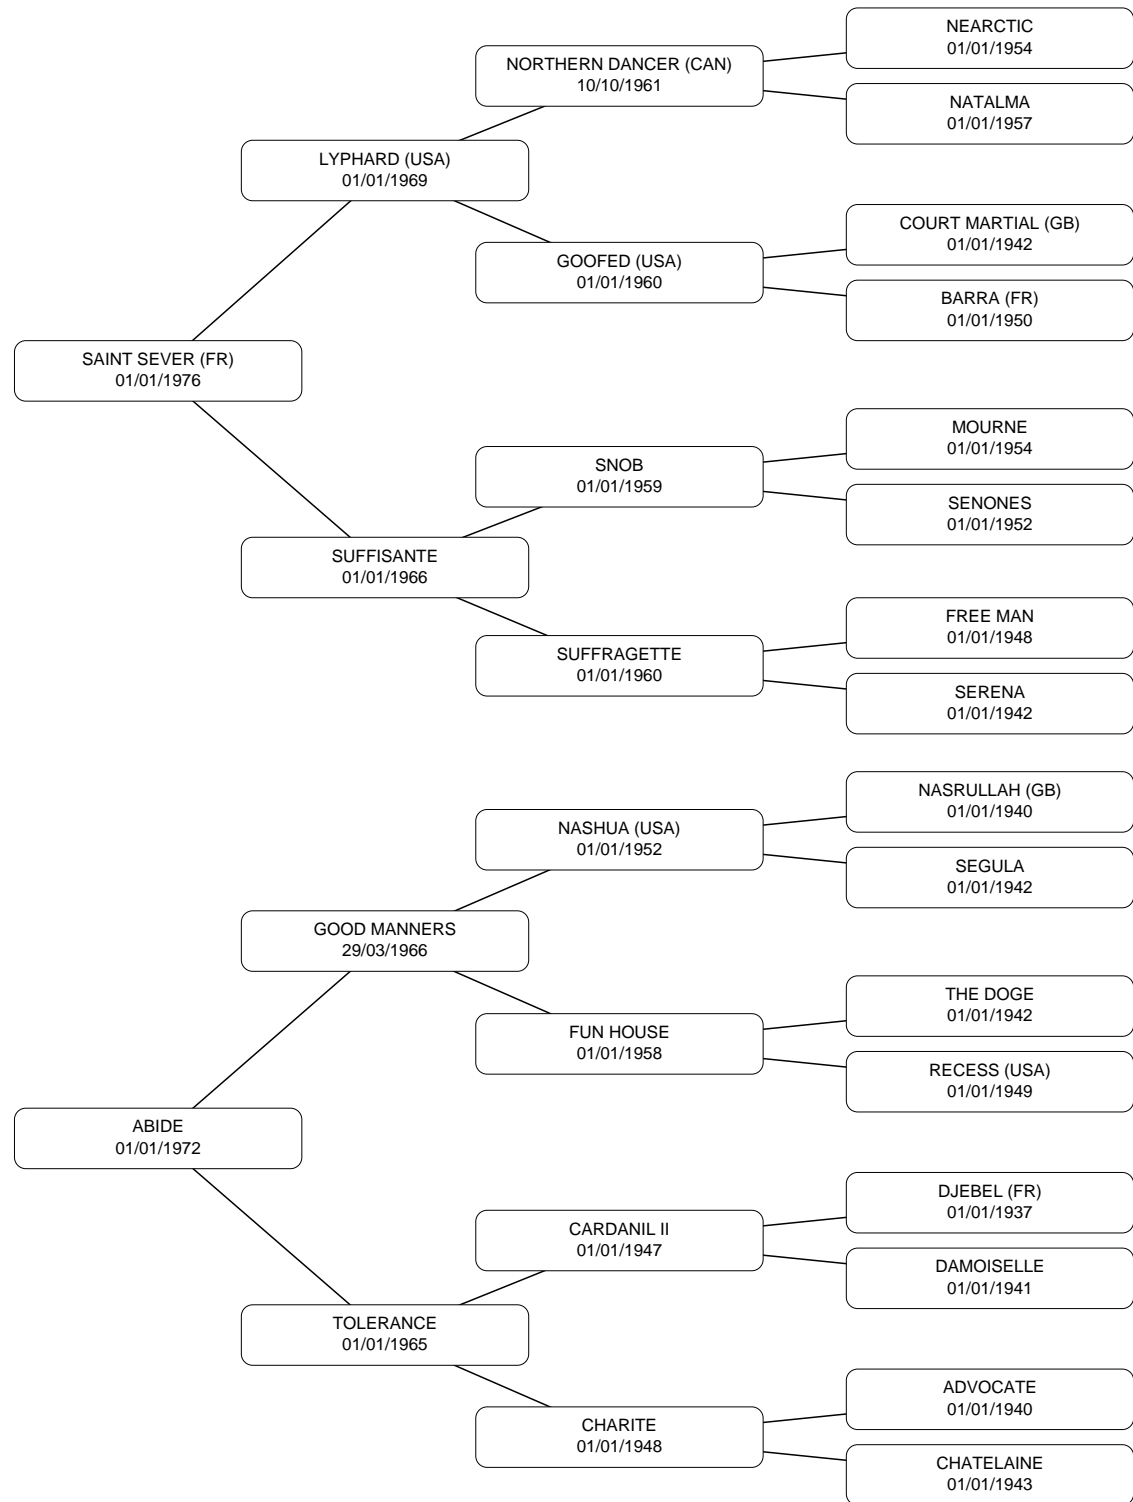 NEARCTIC
01/01/1954
NORTHERN DANCER (CAN)
10/10/1961
NATALMA
01/01/1957
LYPHARD (USA)
01/01/1969
COURT MARTIAL (GB)
01/01/1942
GOOFED (USA)
01/01/1960
BARRA (FR)
01/01/1950
SAINT SEVER (FR)
01/01/1976
MOURNE
01/01/1954
SNOB
01/01/1959
SENONES
01/01/1952
SUFFISANTE
01/01/1966
FREE MAN
01/01/1948
SUFFRAGETTE
01/01/1960
SERENA
01/01/1942
NASRULLAH (GB)
01/01/1940
NASHUA (USA)
01/01/1952
SEGULA
01/01/1942
GOOD MANNERS
29/03/1966
THE DOGE
01/01/1942
FUN HOUSE
01/01/1958
RECESS (USA)
01/01/1949
ABIDE
01/01/1972
DJEBEL (FR)
01/01/1937
CARDANIL II
01/01/1947
DAMOISELLE
01/01/1941
TOLERANCE
01/01/1965
ADVOCATE
01/01/1940
CHARITE
01/01/1948
CHATELAINE
01/01/1943